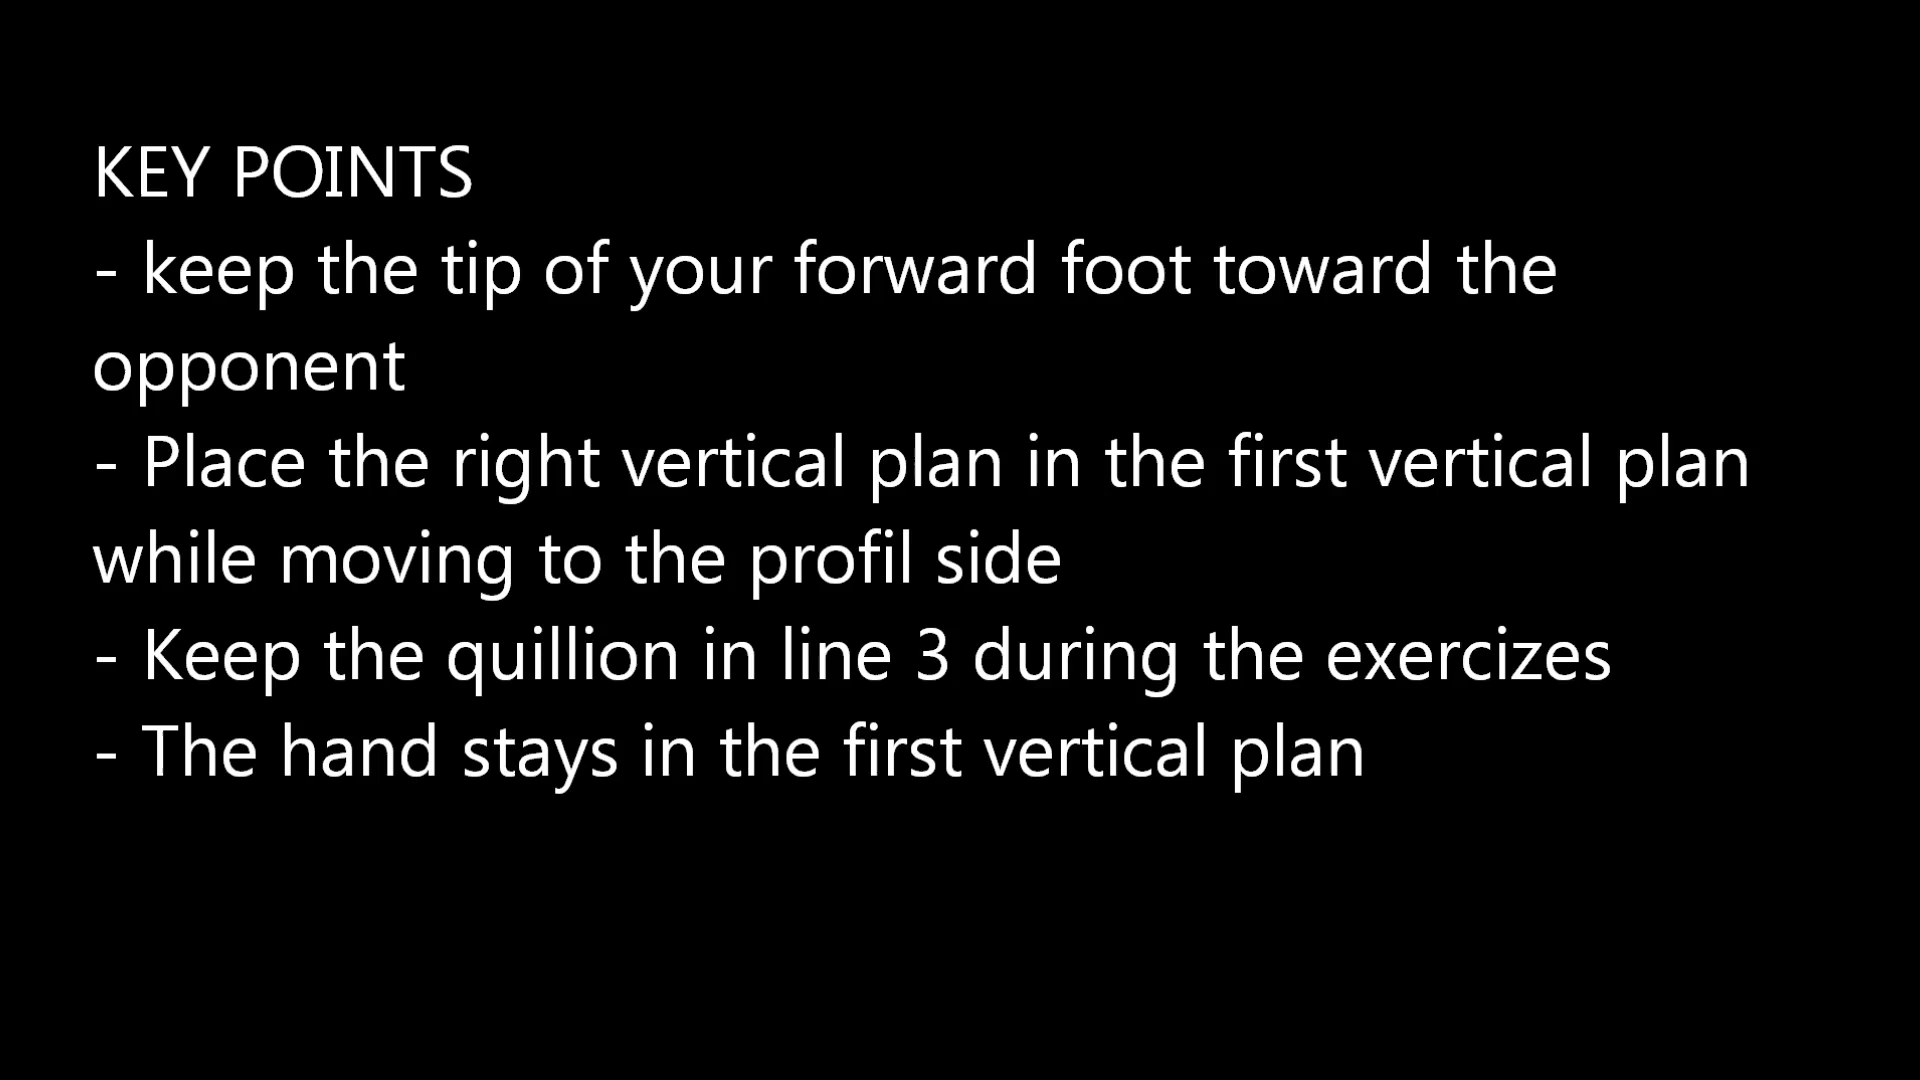 KEY POINTS
- keep the tip of your forward foot toward the
opponent
- Place the right vertical plan in the first vertical plan
while moving to the profil side
- Keep the quillion in line 3 during the exercizes
- The hand stays in the first vertical plan